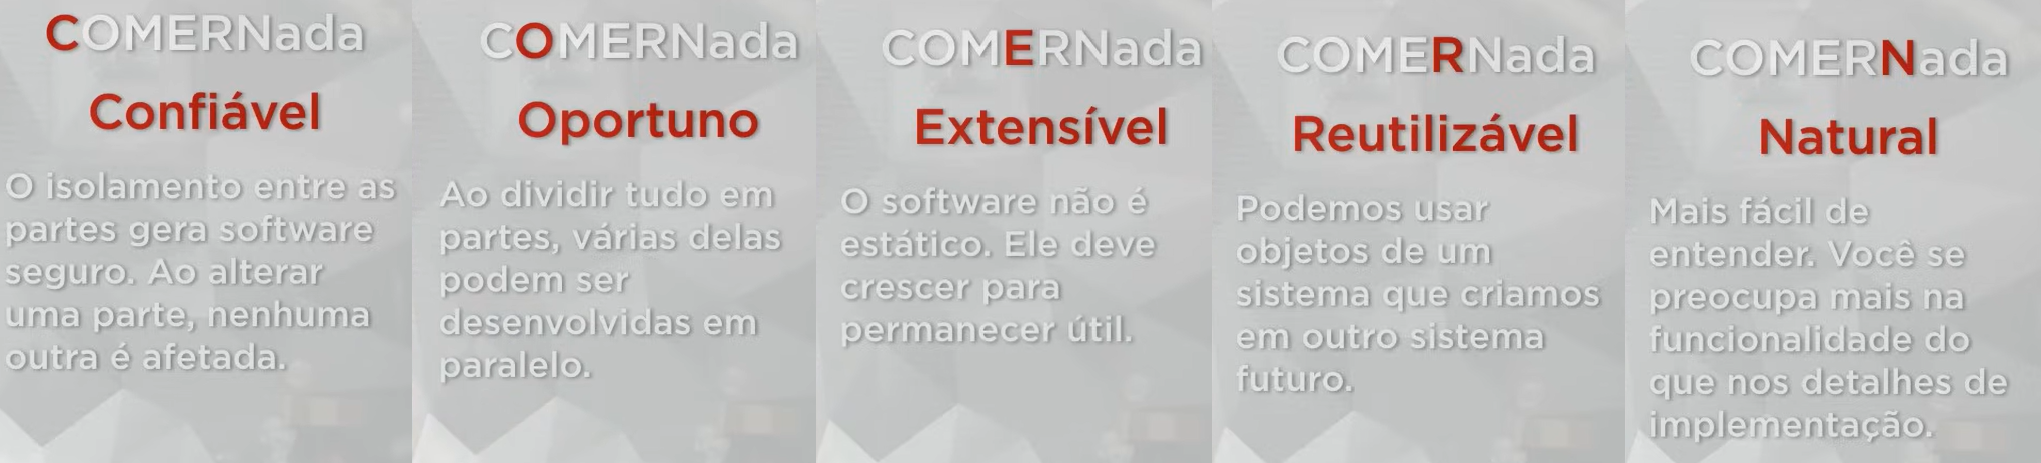 COMERNada
Confiável
O isolamento entre as
partes gera software
seguro. Ao alterar
uma parte, nenhuma
outra é afetada.
COMERNada
Oportuno
Ao dividir tudo em
partes, várias delas
podem ser
desenvolvidas em
paralelo.
COMERNada
Extensível
O software não é
estático. Ele deve
crescer para
permanecer útil.
COMERNada
Reutilizável
Podemos usar
objetos de um
sistema que criamos
em outro sistema
futuro.
COMERNada
Natural
Mais fácil de
entender. Você se
preocupa mais na
funcionalidade do
que nos detalhes de
implementação.